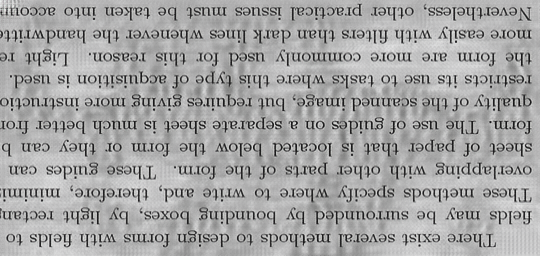 There exist several methods to design forms with fields to
fields may be surrounded by bounding boxes, by light rectang
These methods specify where to write and, therefore, minimi
overlapping with other parts of the form. These guides can
sheet of paper that is located below the form or they can b
form. The use of guides on a separate sheet is much better from
quality of the scanned image, but requires giving more instructio
restricts its use to tasks where this type of acquisition is used.
the form are more commonly used for this reason. Light re
more easily with filters than dark lines whenever the handwritte
Nevertheless, other practical issues must be taken into accoun